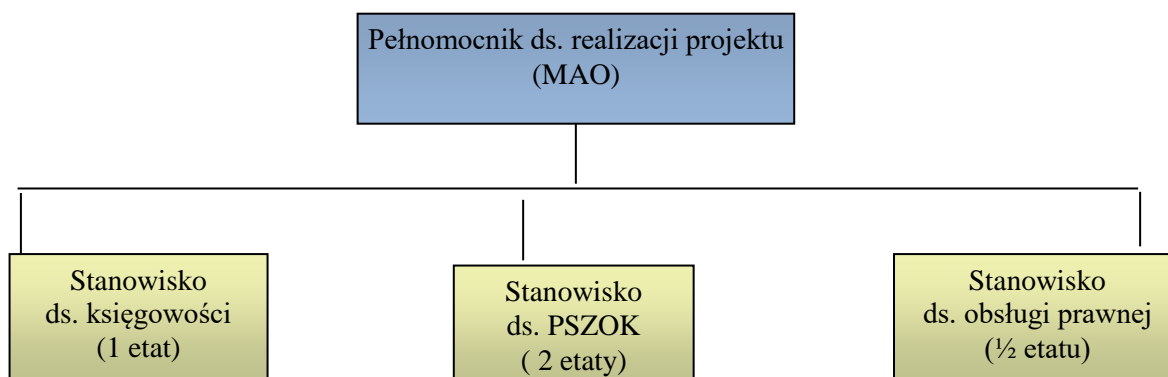 Pełnomocnik ds. realizacji projektu
(MAO)
Stanowisko
ds. księgowości
(1 etat)
Stanowisko
ds. PSZOK
( 2 etaty)
Stanowisko
ds. obsługi prawnej
(½ etatu)